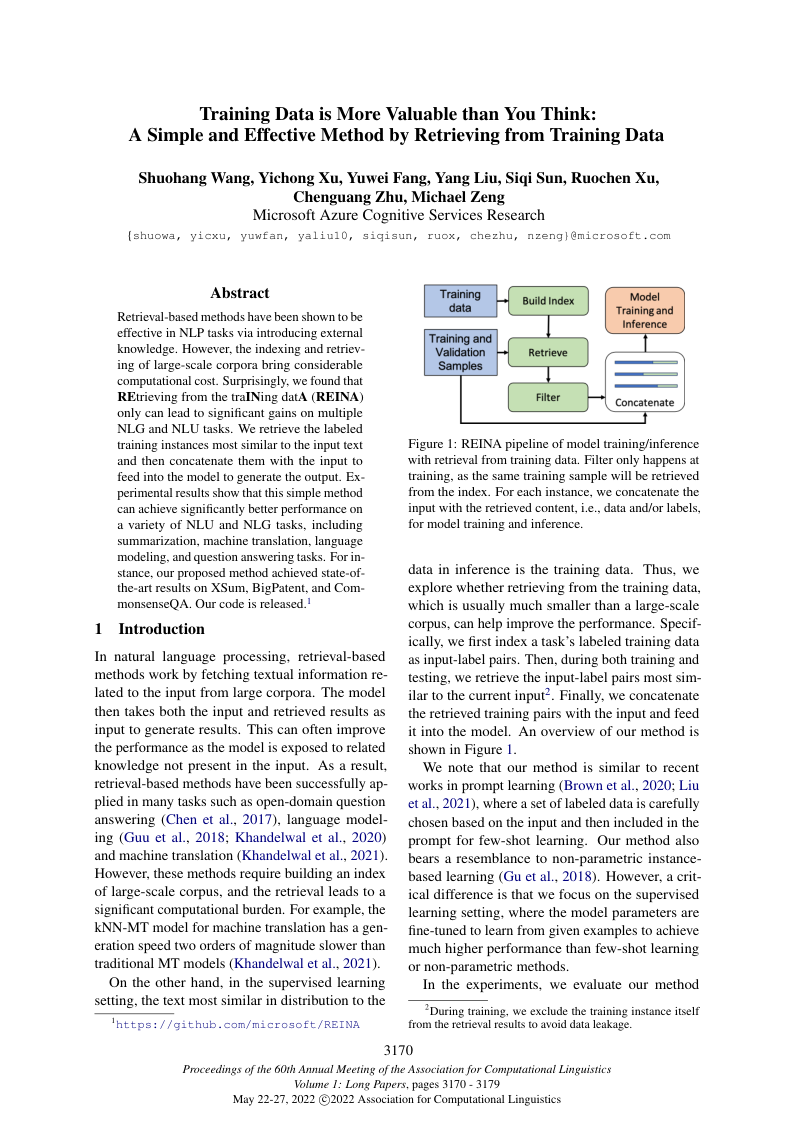 Training Data is More Valuable than You Think:
A Simple and Effective Method by Retrieving from Training Data
Shuohang Wang, Yichong Xu, Yuwei Fang, Yang Liu, Siqi Sun, Ruochen Xu,
Chenguang Zhu, Michael Zeng
Microsoft Azure Cognitive Services Research
{shuowa, yicxu, yuwfan, yaliu10, siqisun, ruox, chezhu, nzeng}@microsoft.com
Abstract
Retrieval-based methods have been shown to be
effective in NLP tasks via introducing external
knowledge. However, the indexing and retriev-
ing of large-scale corpora bring considerable
computational cost. Surprisingly, we found that
REtrieving from the traINing datA (REINA)
only can lead to significant gains on multiple
NLG and NLU tasks. We retrieve the labeled
training instances most similar to the input text
and then concatenate them with the input to
feed into the model to generate the output. Ex-
perimental results show that this simple method
can achieve significantly better performance on
a variety of NLU and NLG tasks, including
summarization, machine translation, language
modeling, and question answering tasks. For in-
stance, our proposed method achieved state-of-
the-art results on XSum, BigPatent, and Com-
monsenseQA. Our code is released.1
1 Introduction
In natural language processing, retrieval-based
methods work by fetching textual information re-
lated to the input from large corpora. The model
then takes both the input and retrieved results as
input to generate results. This can often improve
the performance as the model is exposed to related
knowledge not present in the input. As a result,
retrieval-based methods have been successfully ap-
plied in many tasks such as open-domain question
answering (Chen et al., 2017), language model-
ing (Guu et al., 2018; Khandelwal et al., 2020)
and machine translation (Khandelwal et al., 2021).
However, these methods require building an index
of large-scale corpus, and the retrieval leads to a
significant computational burden. For example, the
kNN-MT model for machine translation has a gen-
eration speed two orders of magnitude slower than
traditional MT models (Khandelwal et al., 2021).
On the other hand, in the supervised learning
setting, the text most similar in distribution to the
1https://github.com/microsoft/REINA
Training
data
Build Index
Model
Training and
Inference
Training and
Validation
Samples
Retrieve
Filter
Concatenate
Figure 1: REINA pipeline of model training/inference
with retrieval from training data. Filter only happens at
training, as the same training sample will be retrieved
from the index. For each instance, we concatenate the
input with the retrieved content, i.e., data and/or labels,
for model training and inference.
data in inference is the training data. Thus, we
explore whether retrieving from the training data,
which is usually much smaller than a large-scale
corpus, can help improve the performance. Specif-
ically, we first index a task's labeled training data
as input-label pairs. Then, during both training and
testing, we retrieve the input-label pairs most sim-
ilar to the current input2. Finally, we concatenate
the retrieved training pairs with the input and feed
it into the model. An overview of our method is
shown in Figure 1.
We note that our method is similar to recent
works in prompt learning (Brown et al., 2020; Liu
et al., 2021), where a set of labeled data is carefully
chosen based on the input and then included in the
prompt for few-shot learning. Our method also
bears a resemblance to non-parametric instance-
based learning (Gu et al., 2018). However, a crit-
ical difference is that we focus on the supervised
learning setting, where the model parameters are
fine-tuned to learn from given examples to achieve
much higher performance than few-shot learning
or non-parametric methods.
In the experiments, we evaluate our method
2During training, we exclude the training instance itself
from the retrieval results to avoid data leakage.
3170
Proceedings of the 60th Annual Meeting of the Association for Computational Linguistics
Volume 1: Long Papers, pages 3170 - 3179
May 22-27, 2022 ©2022 Association for Computational Linguistics